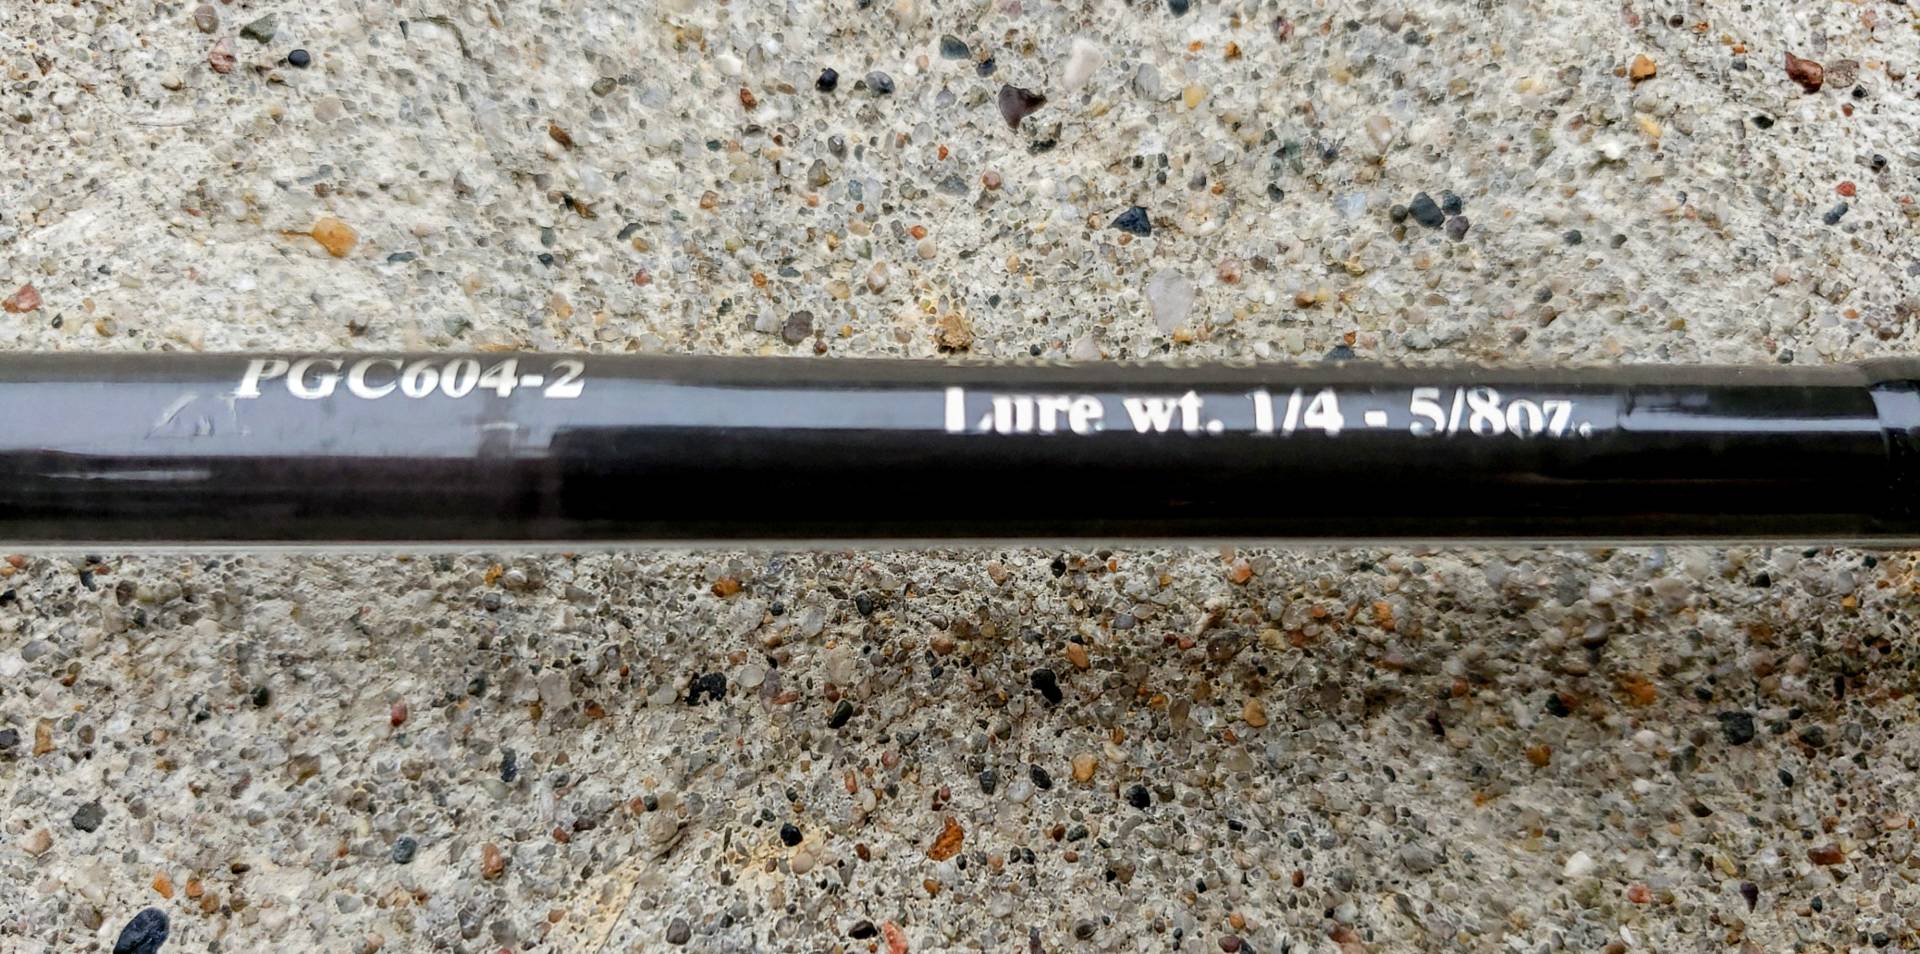 PGC604-2
Lure wt. 1/4 - 5/8oz.